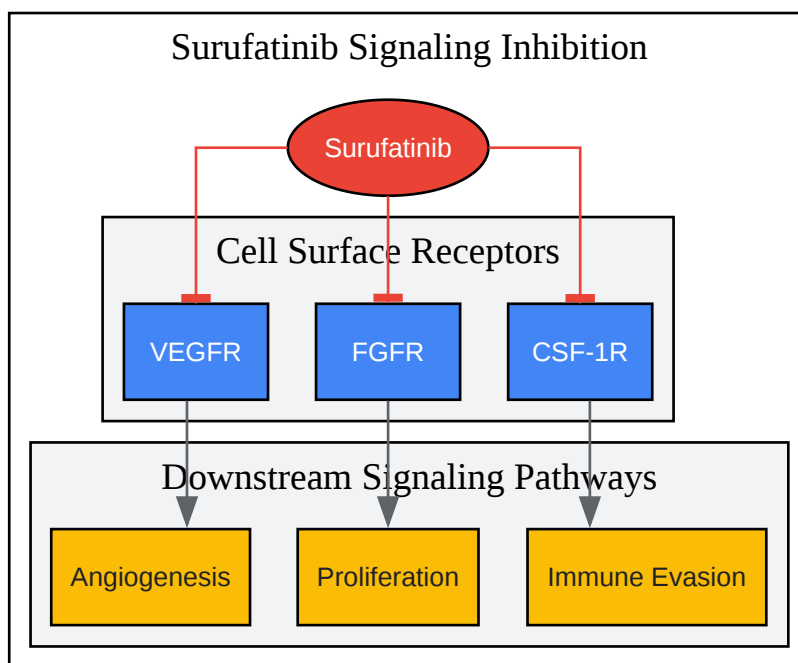 Surufatinib Signaling Inhibition
Surufatinib
Cell Surface Receptors
VEGFR
FGFR
CSF-1R
Downstream Signaling Pathways
Angiogenesis
Proliferation
Immune Evasion